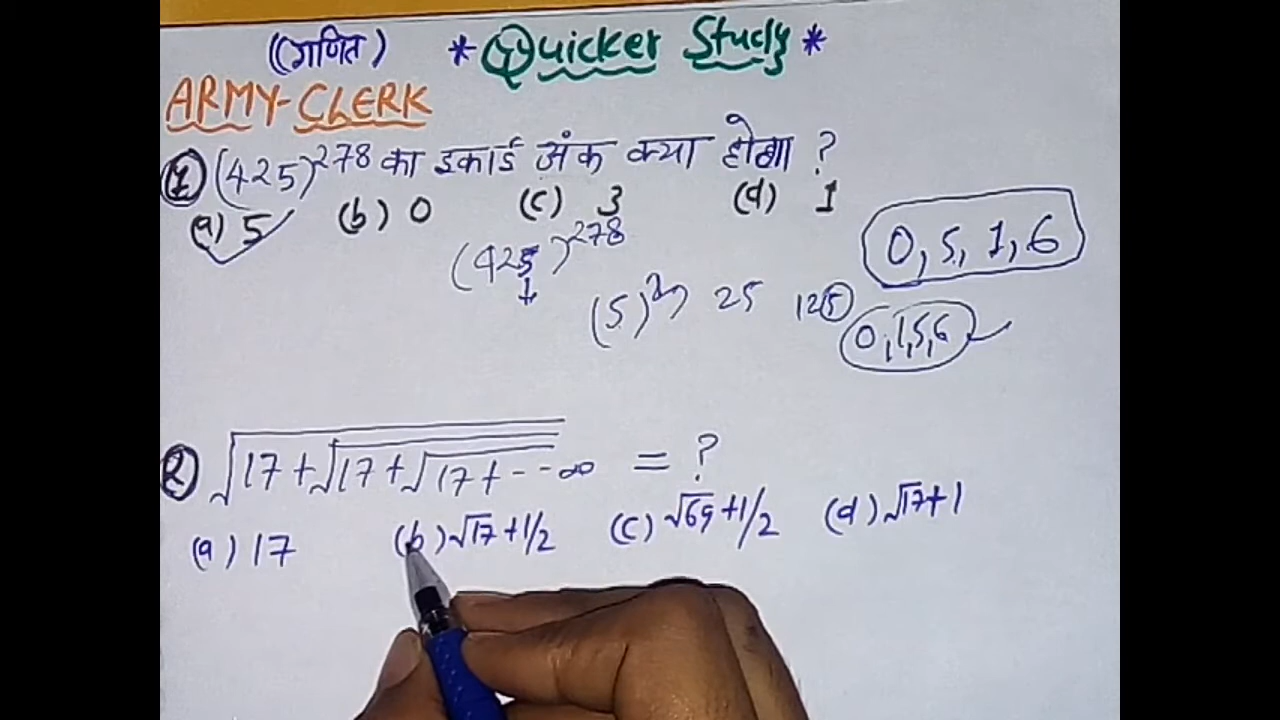 ((गणित) * Quicker Study *
ARMY-CLERK
1 (425)^278 का इकाई अंक क्या होगा ?
(a) 5 ✓ (b) 0 (c) 3 (d) 1
(425)^278
1
0, 5, 1, 6
(5)^2 25 125
0,1,5,6 ✓
2 √17+√17+√17+--∞ = ?
(a) 17 (b) √17+1/2 (c) √69+1/2 (d) √17+1